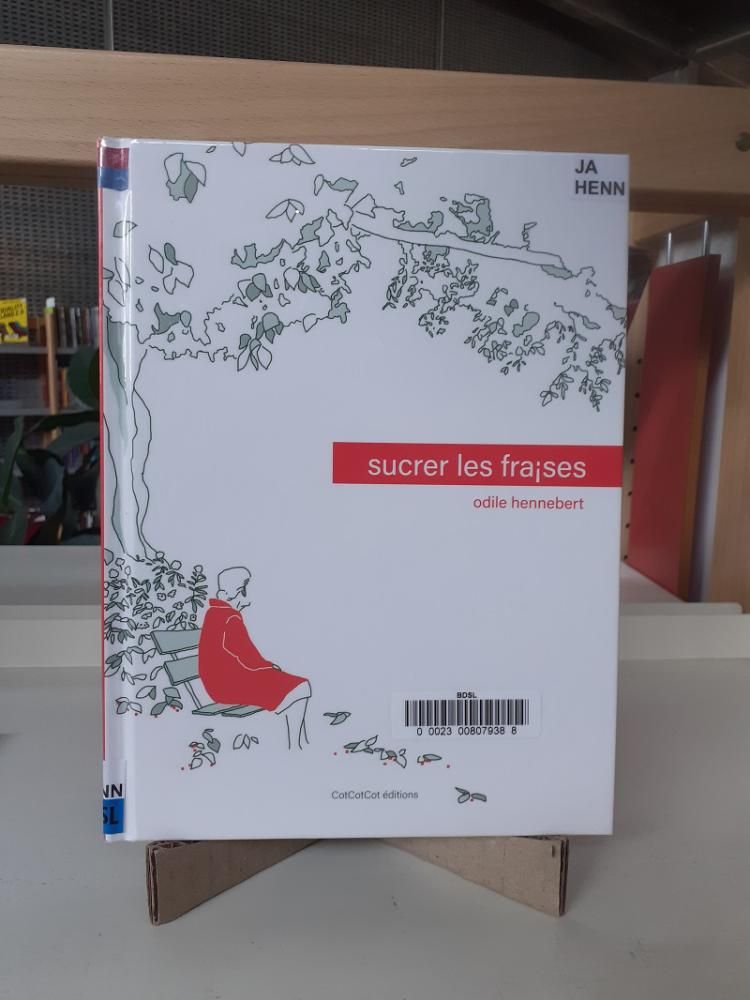 JA
HENN
sucrer les fra¡ses
odile hennebert
BDSL
0 0023 00807938 8
CotCotCot éditions
NN
SL